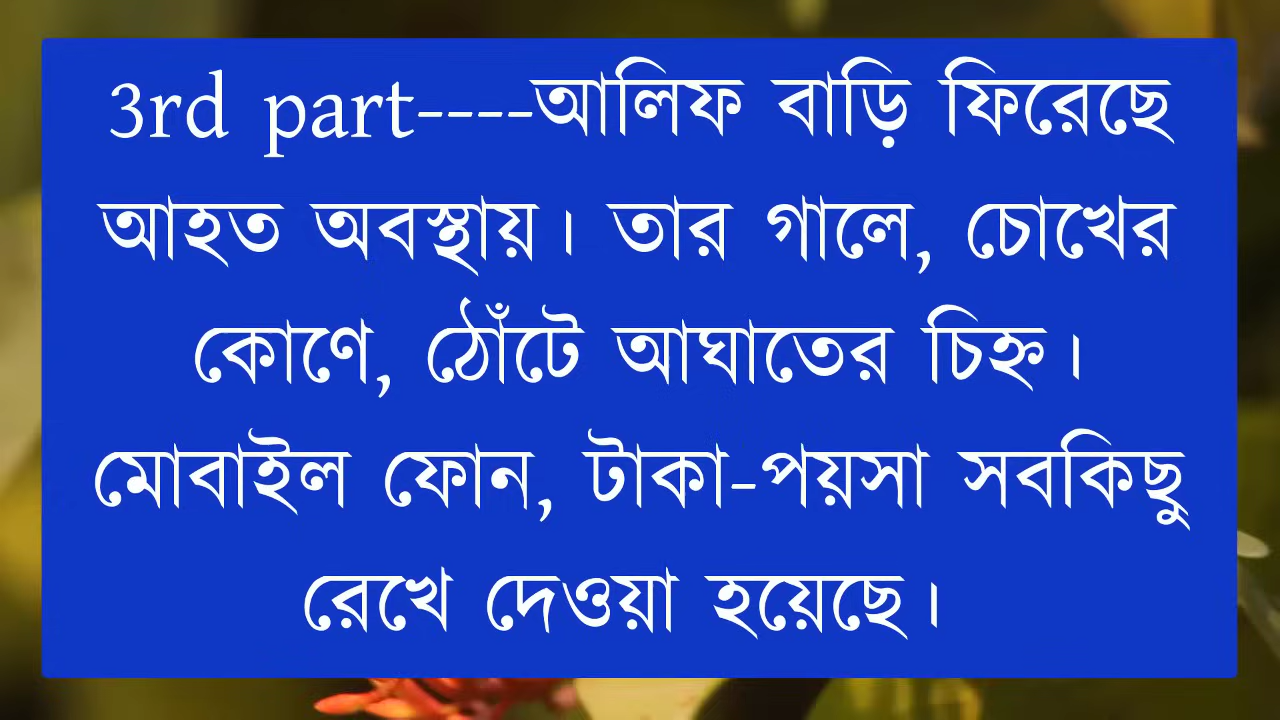 3rd part----আলিফ বাড়ি ফিরেছে
আহত অবস্থায়। তার গালে, চোখের
কোণে, ঠোঁটে আঘাতের চিহ্ন।
মোবাইল ফোন, টাকা-পয়সা সবকিছু
রেখে দেওয়া হয়েছে।